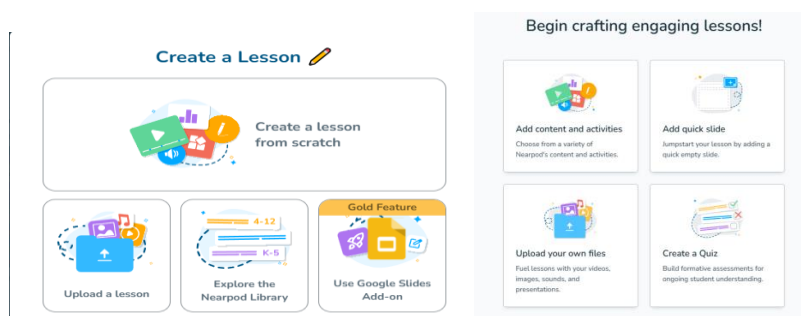 Create a Lesson
Create a lesson
from scratch
Upload a lesson
4-12
K-5
Explore the
Nearpod Library
Gold Feature
Use Google Slides
Add-on
Begin crafting engaging lessons!
Add content and activities
Choose from a variety of
Nearpod's content and activities.
Add quick slide
Jumpstart your lesson by adding a
quick empty slide.
Upload your own files
Fuel lessons with your videos,
images, sounds, and
presentations.
Create a Quiz
Build formative assessments for
ongoing student understanding.